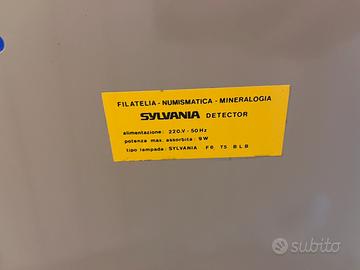 FILATELIA - NUMISMATICA - MINERALOGIA
SYLVANIA DETECTOR
alimentazione: 220.V - 50 Hz
potenza max. assorbita: 9 W
tipo lampada: SYLVANIA F6 T5 BLB
subito